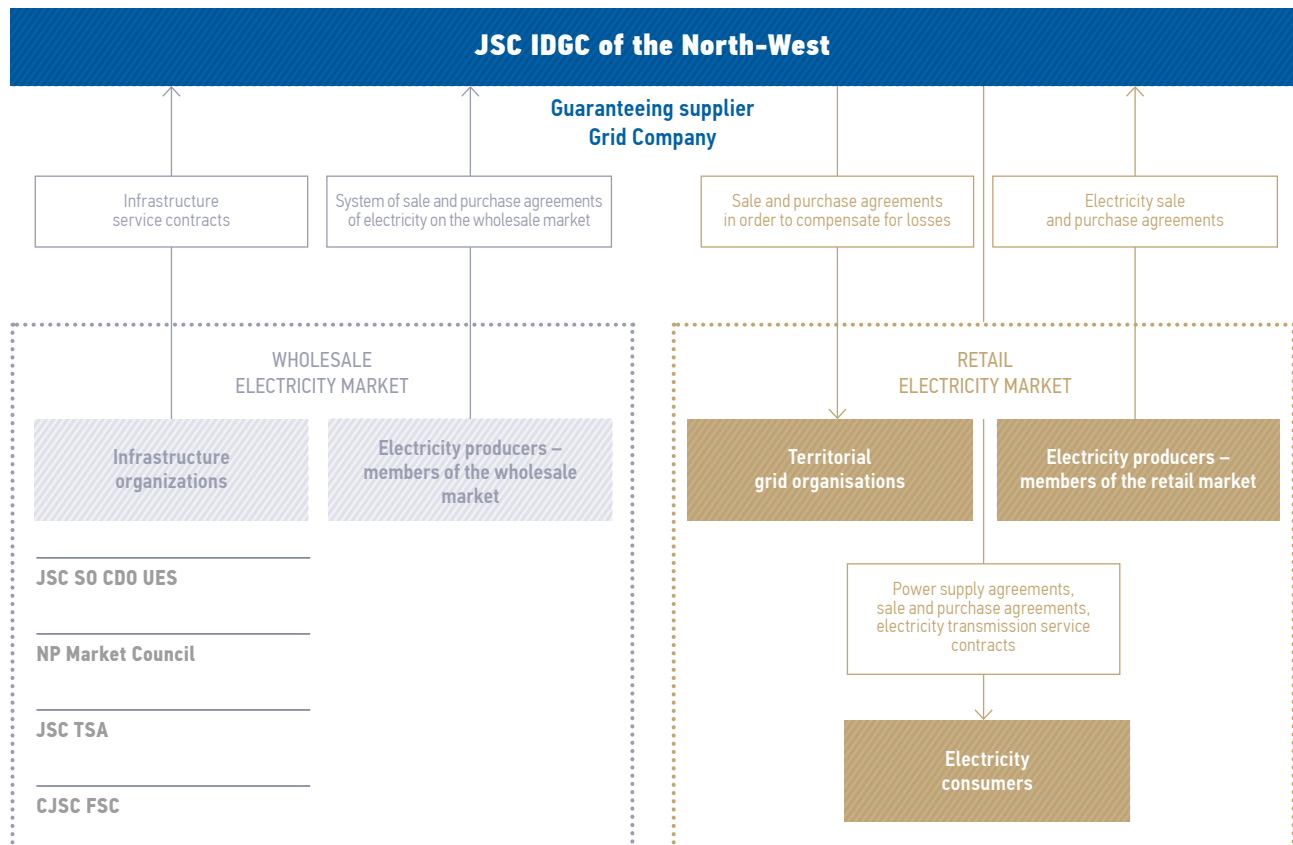 JSC IDGC of the North-West
Guaranteeing supplier
Grid Company
Infrastructure
service contracts
System of sale and purchase agreements
of electricity on the wholesale market
Sale and purchase agreements
in order to compensate for losses
Electricity sale
and purchase agreements
WHOLESALE
ELECTRICITY MARKET
RETAIL
ELECTRICITY MARKET
Infrastructure
organizations
Electricity producers –
members of the wholesale
market
Territorial
grid organisations
Electricity producers –
members of the retail market
JSC SO CDO UES
NP Market Council
JSC TSA
CJSC FSC
Power supply agreements,
sale and purchase agreements,
electricity transmission service
contracts
Electricity
consumers